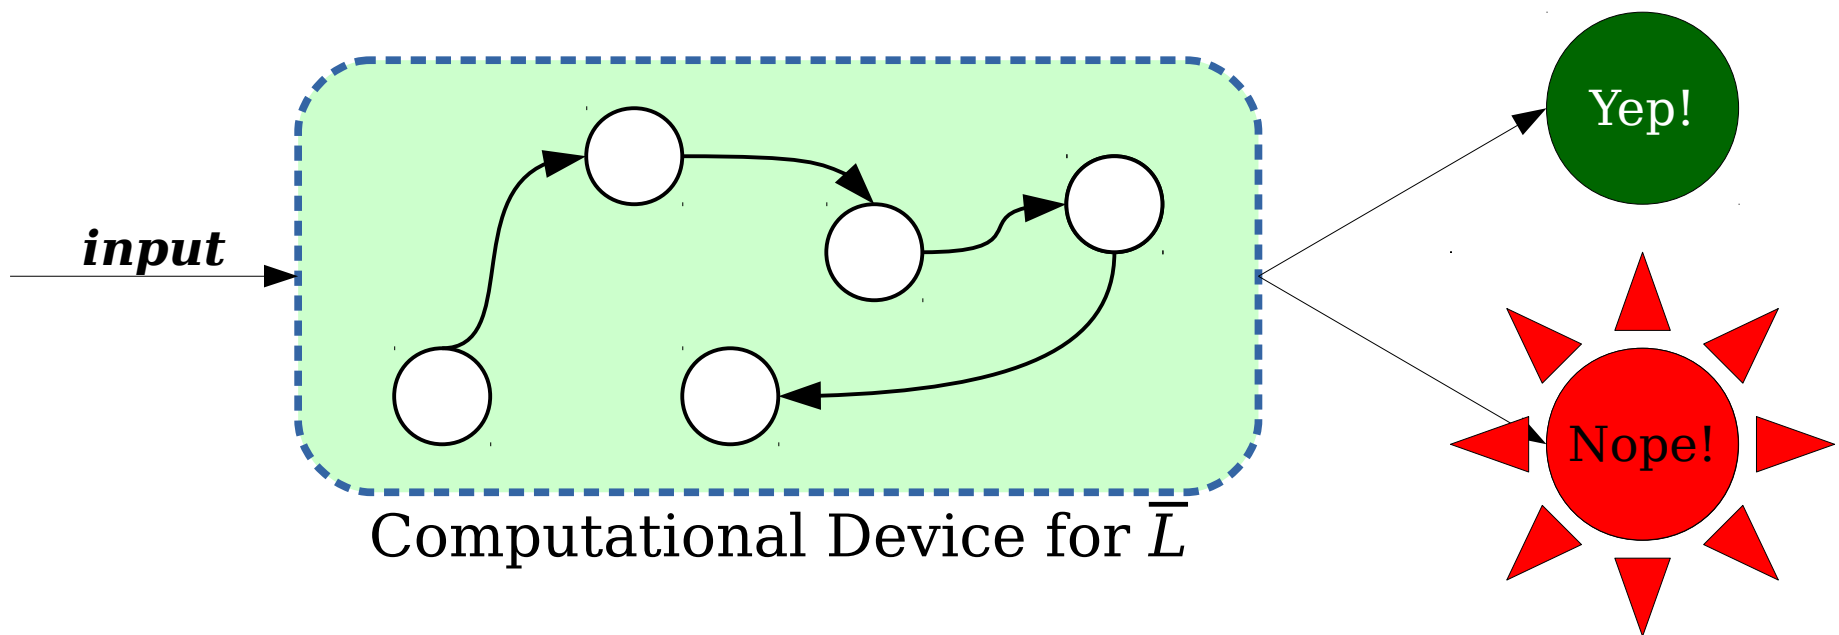 input
Yep!
Nope!
Computational Device for L̅